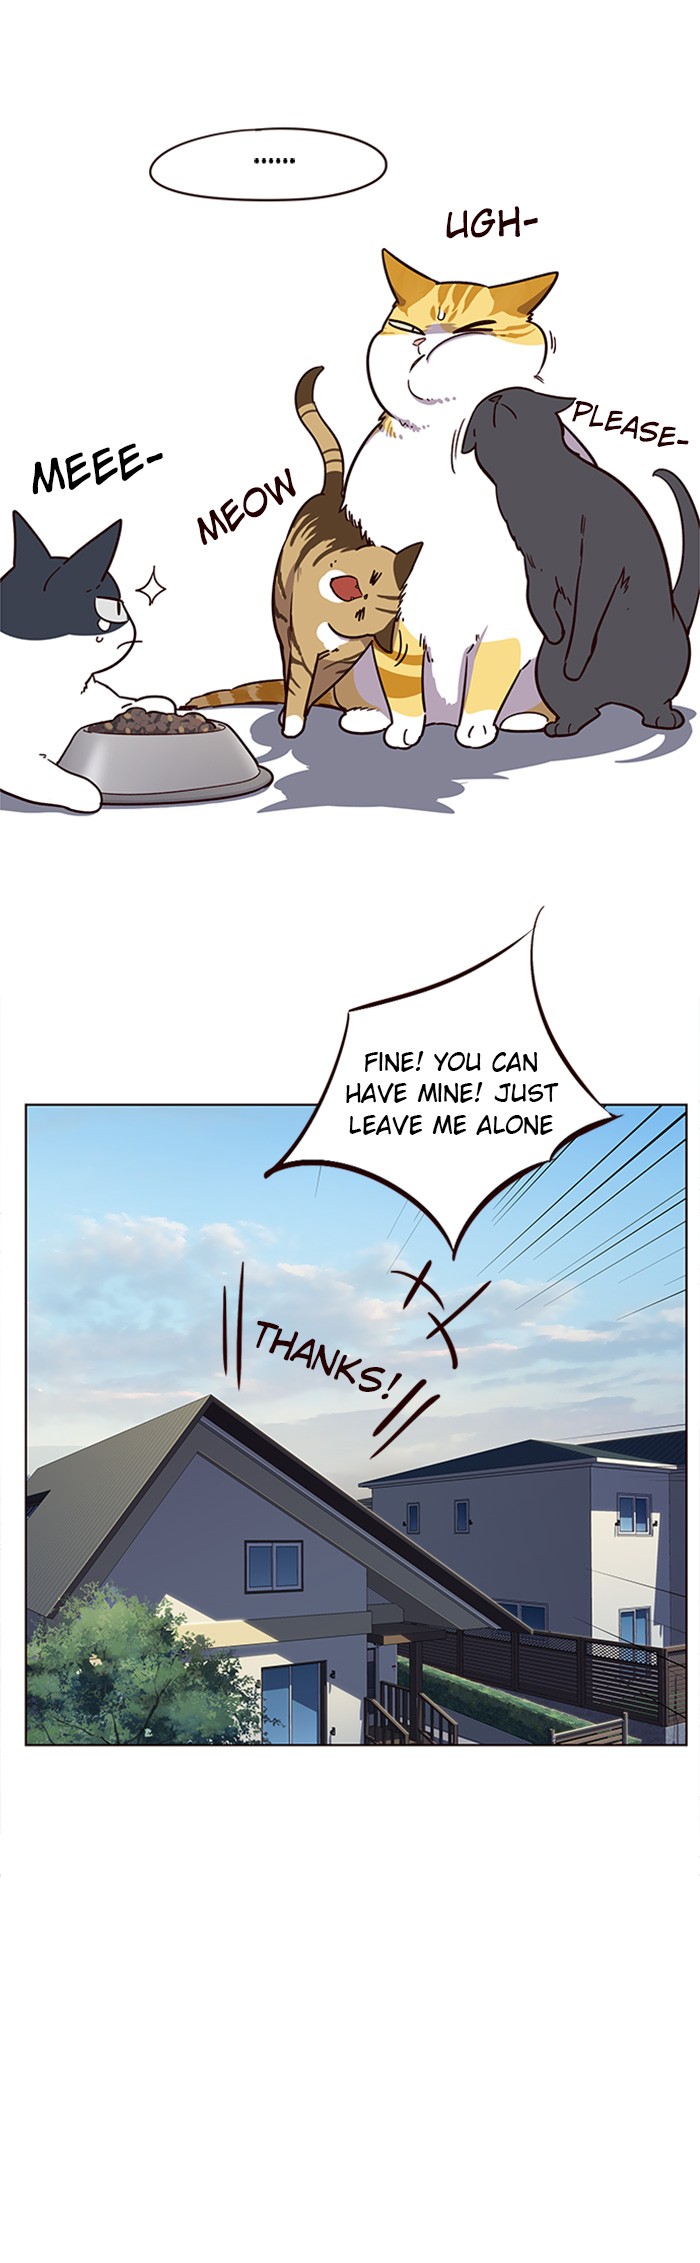 ......
UGH-
PLEASE-
MEEE-
MEOW
FINE! YOU CAN
HAVE MINE! JUST
LEAVE ME ALONE
THANKS!